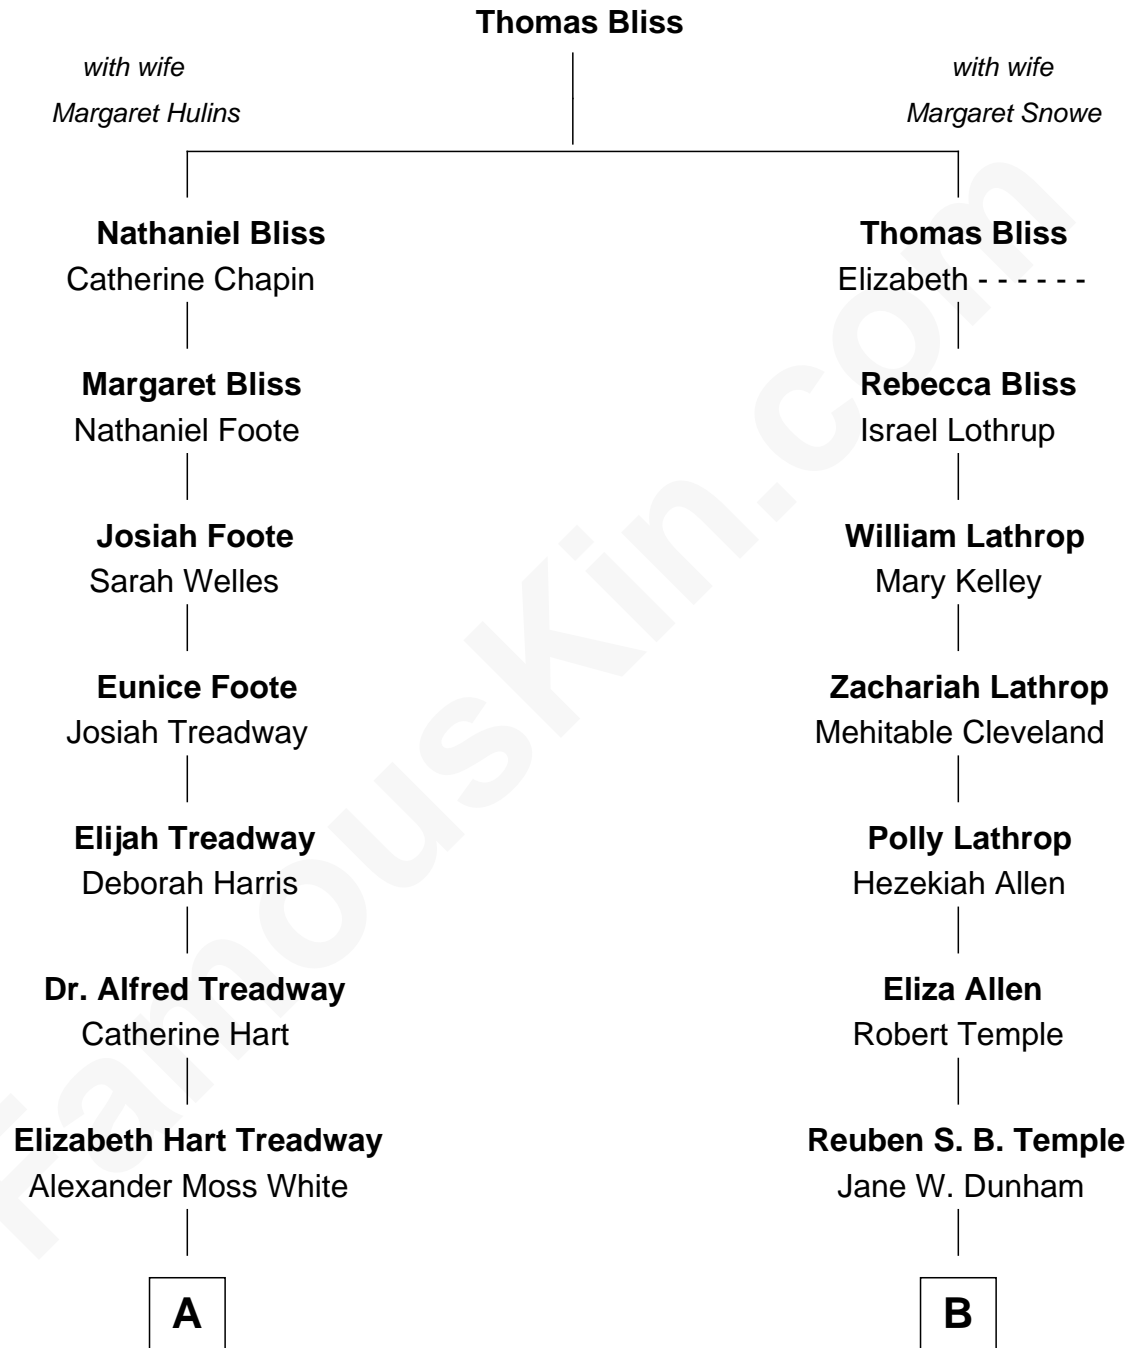 Thomas Bliss
with wife
Margaret Hulins
with wife
Margaret Snowe
Nathaniel Bliss
Catherine Chapin
Thomas Bliss
Elizabeth - - - - - -
Margaret Bliss
Nathaniel Foote
Rebecca Bliss
Israel Lothrup
Josiah Foote
Sarah Welles
William Lathrop
Mary Kelley
Eunice Foote
Josiah Treadway
Zachariah Lathrop
Mehitable Cleveland
Elijah Treadway
Deborah Harris
Polly Lathrop
Hezekiah Allen
Dr. Alfred Treadway
Catherine Hart
Eliza Allen
Robert Temple
Elizabeth Hart Treadway
Alexander Moss White
Reuben S. B. Temple
Jane W. Dunham
A
B
FamousKin.com